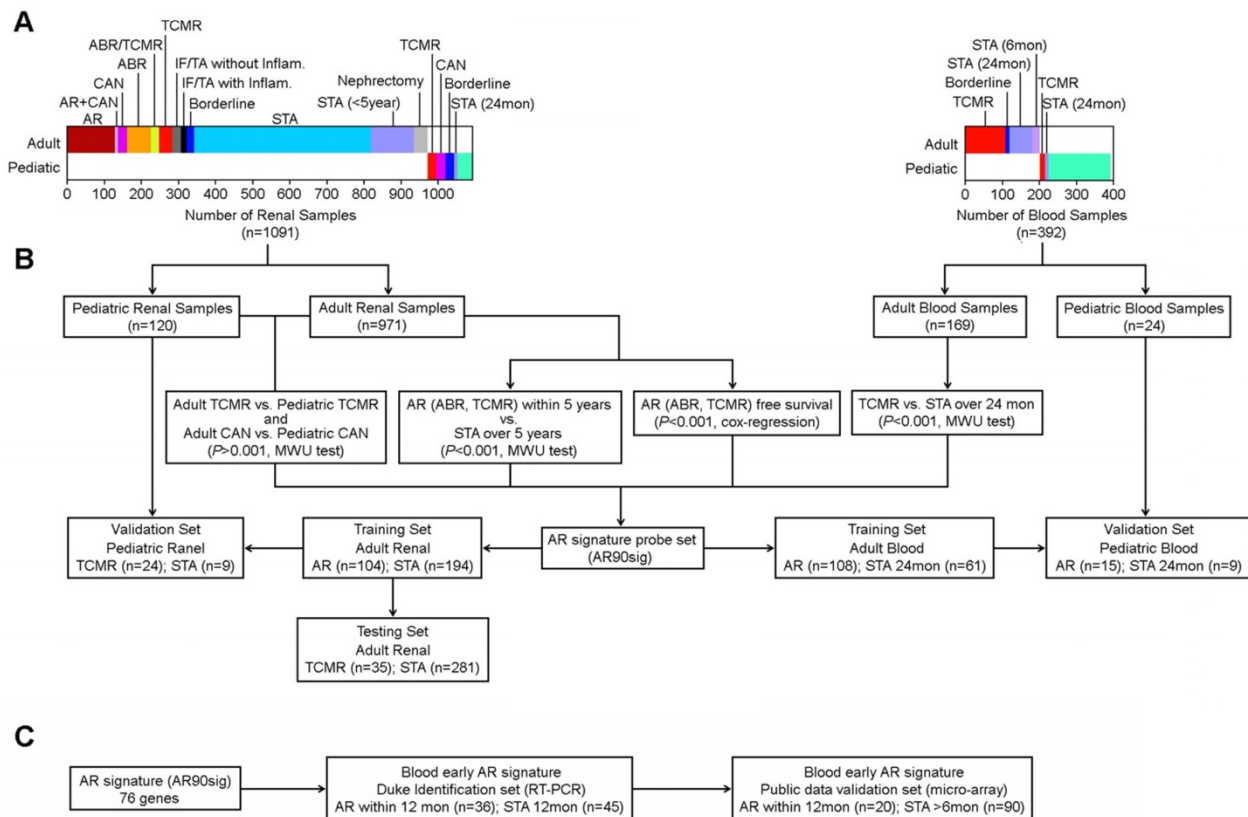 A
TCMR
ABR/TCMR
ABR
IF/TA without Inflam.
CAN
IF/TA with Inflam.
AR+CAN
Borderline
AR
STA
Nephrectomy
STA (<5year)
TCMR
CAN
Borderline
STA (24mon)
Adult
Pediatic
0 100 200 300 400 500 600 700 800 900 1000
Number of Renal Samples
(n=1091)
STA (6mon)
STA (24mon)
Borderline
TCMR
TCMR
STA (24mon)
Adult
Pediatic
0 100 200 300 400
Number of Blood Samples
(n=392)
B
Pediatric Renal Samples
(n=120)
Adult Renal Samples
(n=971)
Adult Blood Samples
(n=169)
Pediatric Blood Samples
(n=24)
Adult TCMR vs. Pediatric TCMR
and
Adult CAN vs. Pediatric CAN
(P>0.001, MWU test)
AR (ABR, TCMR) within 5 years
vs.
STA over 5 years
(P<0.001, MWU test)
AR (ABR, TCMR) free survival
(P<0.001, cox-regression)
TCMR vs. STA over 24 mon
(P<0.001, MWU test)
Validation Set
Pediatric Ranel
TCMR (n=24); STA (n=9)
Training Set
Adult Renal
AR (n=104); STA (n=194)
AR signature probe set
(AR90sig)
Training Set
Adult Blood
AR (n=108); STA 24mon (n=61)
Validation Set
Pediatric Blood
AR (n=15); STA 24mon (n=9)
Testing Set
Adult Renal
TCMR (n=35); STA (n=281)
C
AR signature (AR90sig)
76 genes
Blood early AR signature
Duke Identification set (RT-PCR)
AR within 12 mon (n=36); STA 12mon (n=45)
Blood early AR signature
Public data validation set (micro-array)
AR within 12mon (n=20); STA >6mon (n=90)